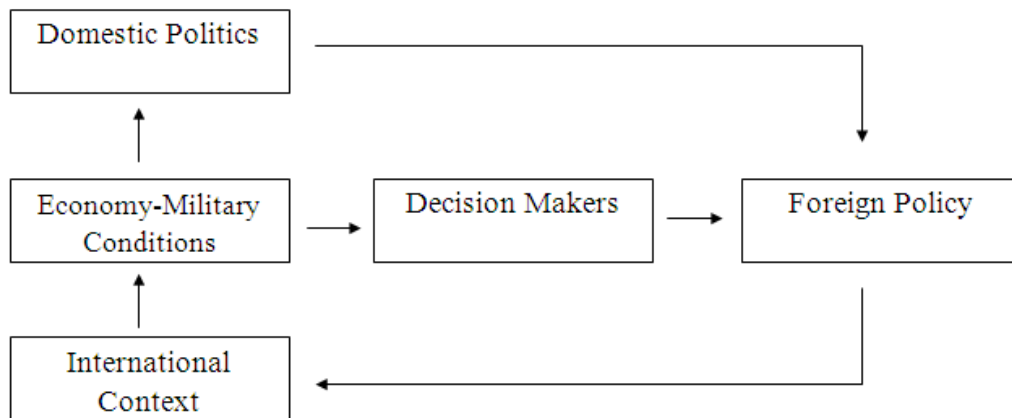 Domestic Politics
Economy-Military
Conditions
Decision Makers
Foreign Policy
International
Context